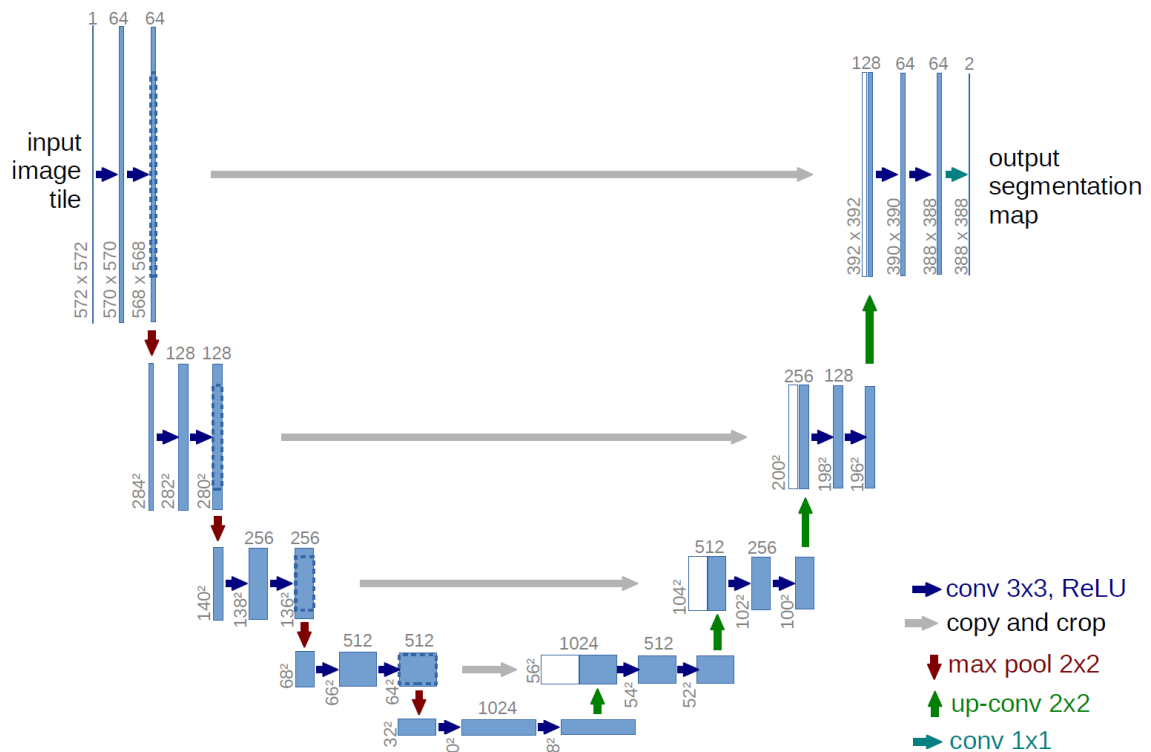 1 64 64
128 64 64 2
input
image
tile
output
segmentation
map
572 x 572
570 x 570
568 x 568
392 x 392
390 x 390
388 x 388
388 x 388
128 128
256 128
284²
282²
280²
200²
198²
196²
256 256
512 256
140²
138²
136²
104²
102²
100²
conv 3x3, ReLU
copy and crop
512 512
1024 512
68²
66²
64²
56²
54²
52²
max pool 2x2
up-conv 2x2
1024
32²
conv 1x1